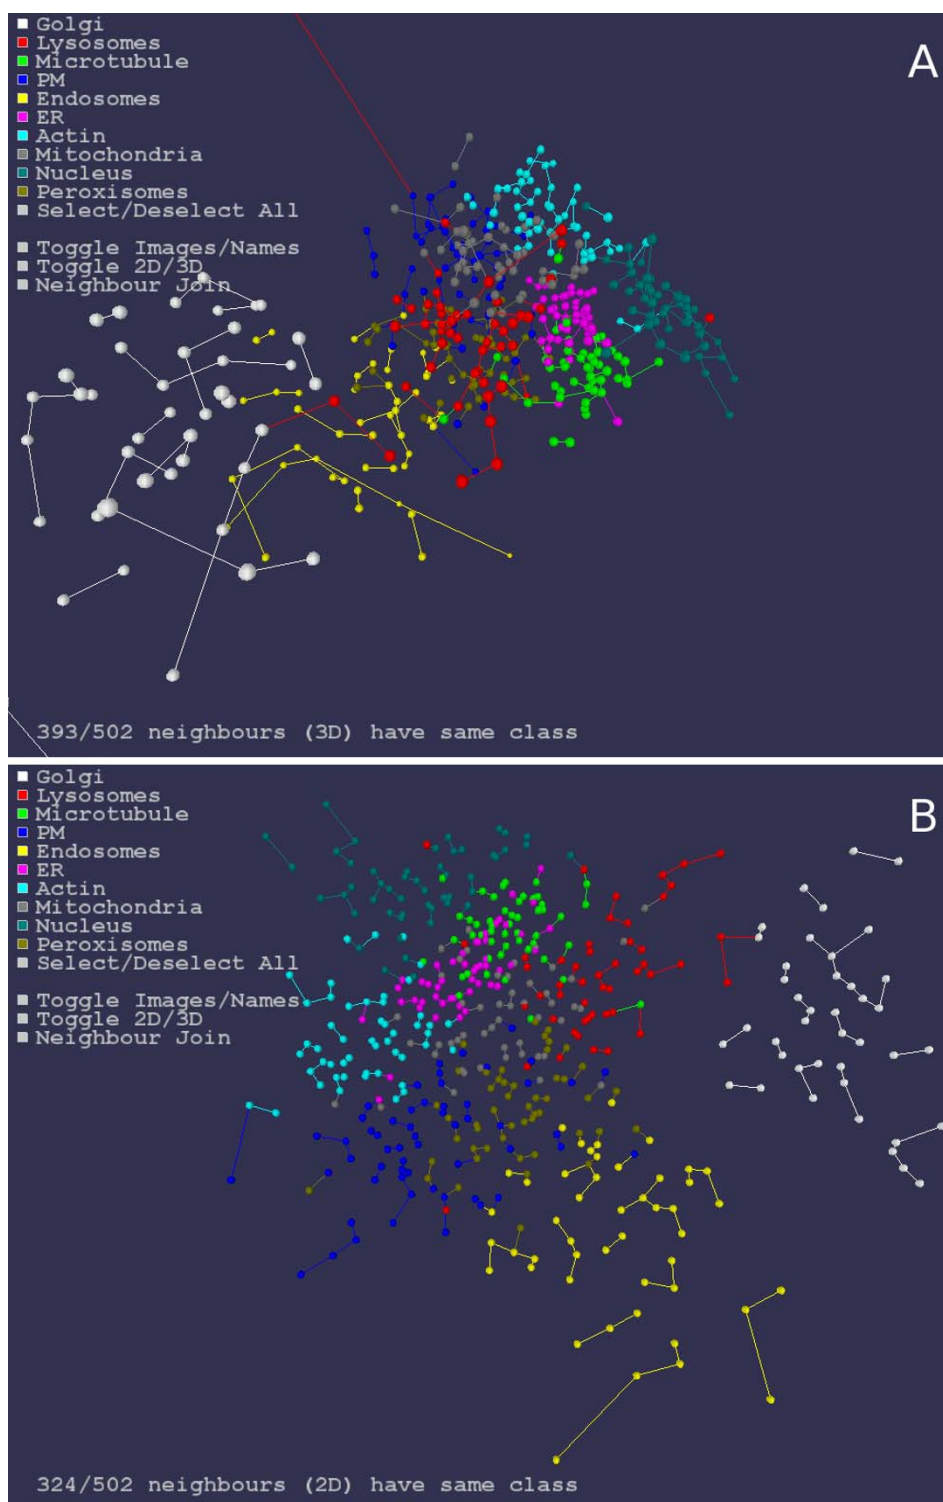 Golgi
Lysosomes
Microtubule
PM
Endosomes
ER
Actin
Mitochondria
Nucleus
Peroxisomes
Select/Deselect All
Toggle Images/Names
Toggle 2D/3D
Neighbour Join
A
393/502 neighbours (3D) have same class
Golgi
Lysosomes
Microtubule
PM
Endosomes
ER
Actin
Mitochondria
Nucleus
Peroxisomes
Select/Deselect All
Toggle Images/Names
Toggle 2D/3D
Neighbour Join
B
324/502 neighbours (2D) have same class